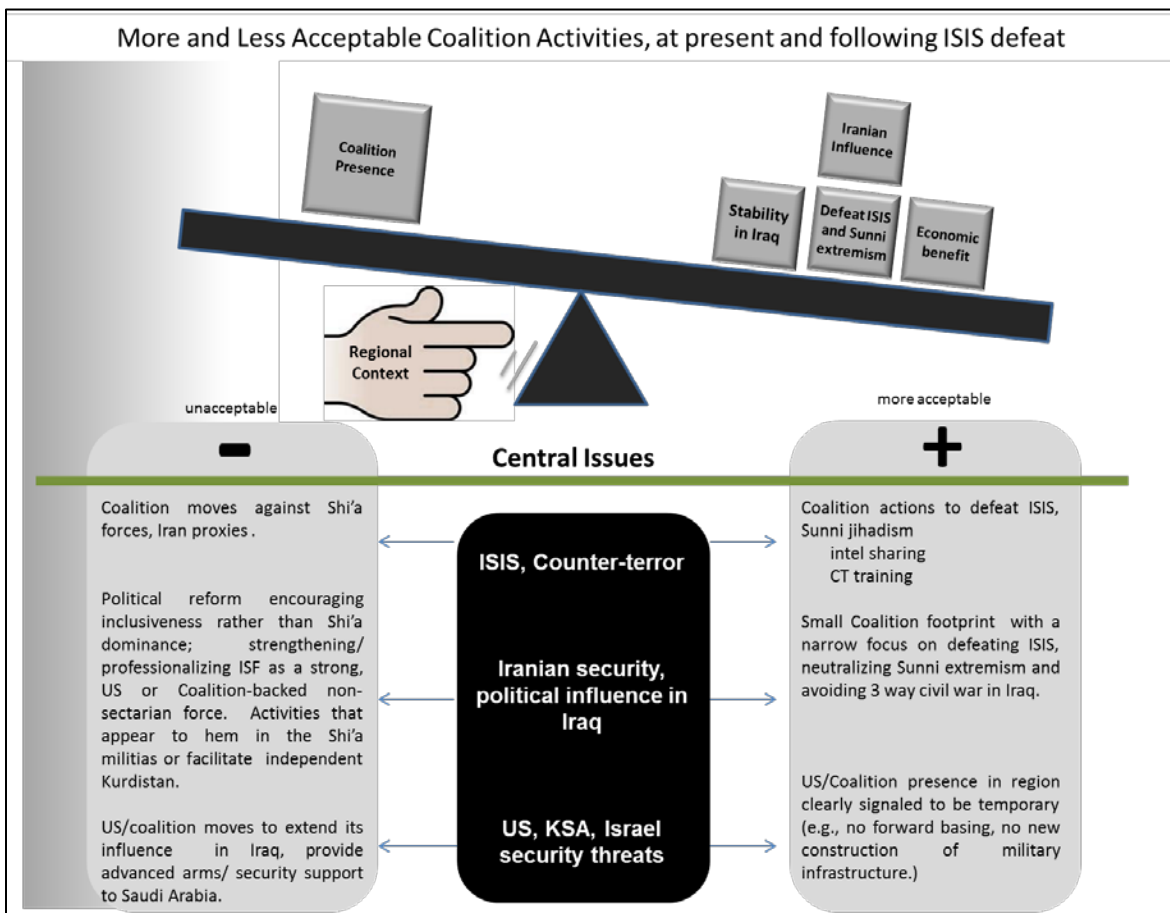 More and Less Acceptable Coalition Activities, at present and following ISIS defeat
Coalition
Presence
Iranian
Influence
Stability
in Iraq
Defeat ISIS
and Sunni
extremism
Economic
benefit
Regional
Context
unacceptable
more acceptable
-
+
Central Issues
Coalition moves against Shi'a
forces, Iran proxies .
Political reform encouraging
inclusiveness rather than Shi'a
dominance; strengthening/
professionalizing ISF as a strong,
US or Coalition-backed non-
sectarian force. Activities that
appear to hem in the Shi'a
militias or facilitate independent
Kurdistan.
US/coalition moves to extend its
influence in Iraq, provide
advanced arms/ security support
to Saudi Arabia.
ISIS, Counter-terror
Iranian security,
political influence in
Iraq
US, KSA, Israel
security threats
Coalition actions to defeat ISIS,
Sunni jihadism
intel sharing
CT training
Small Coalition footprint with a
narrow focus on defeating ISIS,
neutralizing Sunni extremism and
avoiding 3 way civil war in Iraq.
US/Coalition presence in region
clearly signaled to be temporary
(e.g., no forward basing, no new
construction of military
infrastructure.)